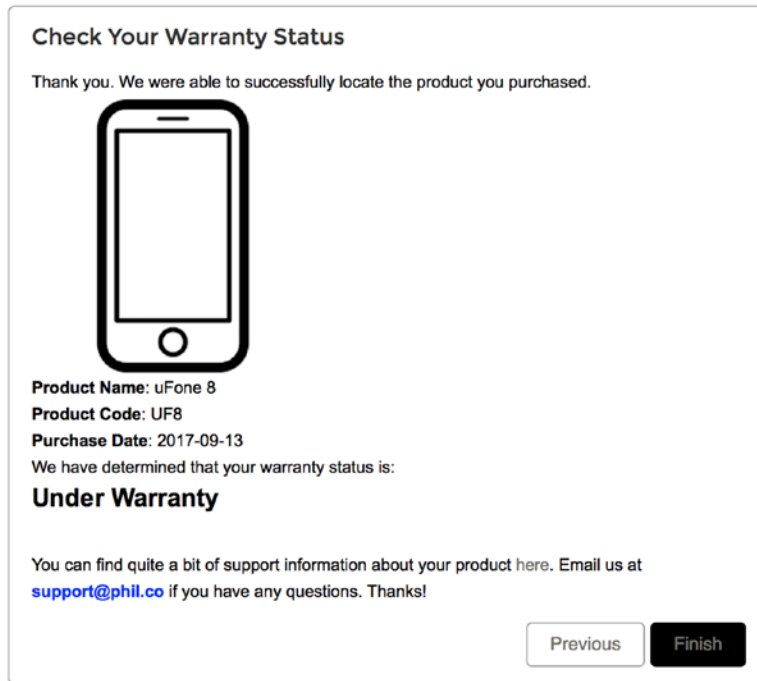 Check Your Warranty Status
Thank you. We were able to successfully locate the product you purchased.
Product Name: uFone 8
Product Code: UF8
Purchase Date: 2017-09-13
We have determined that your warranty status is:
Under Warranty
You can find quite a bit of support information about your product here. Email us at
support@phil.co if you have any questions. Thanks!
Previous Finish